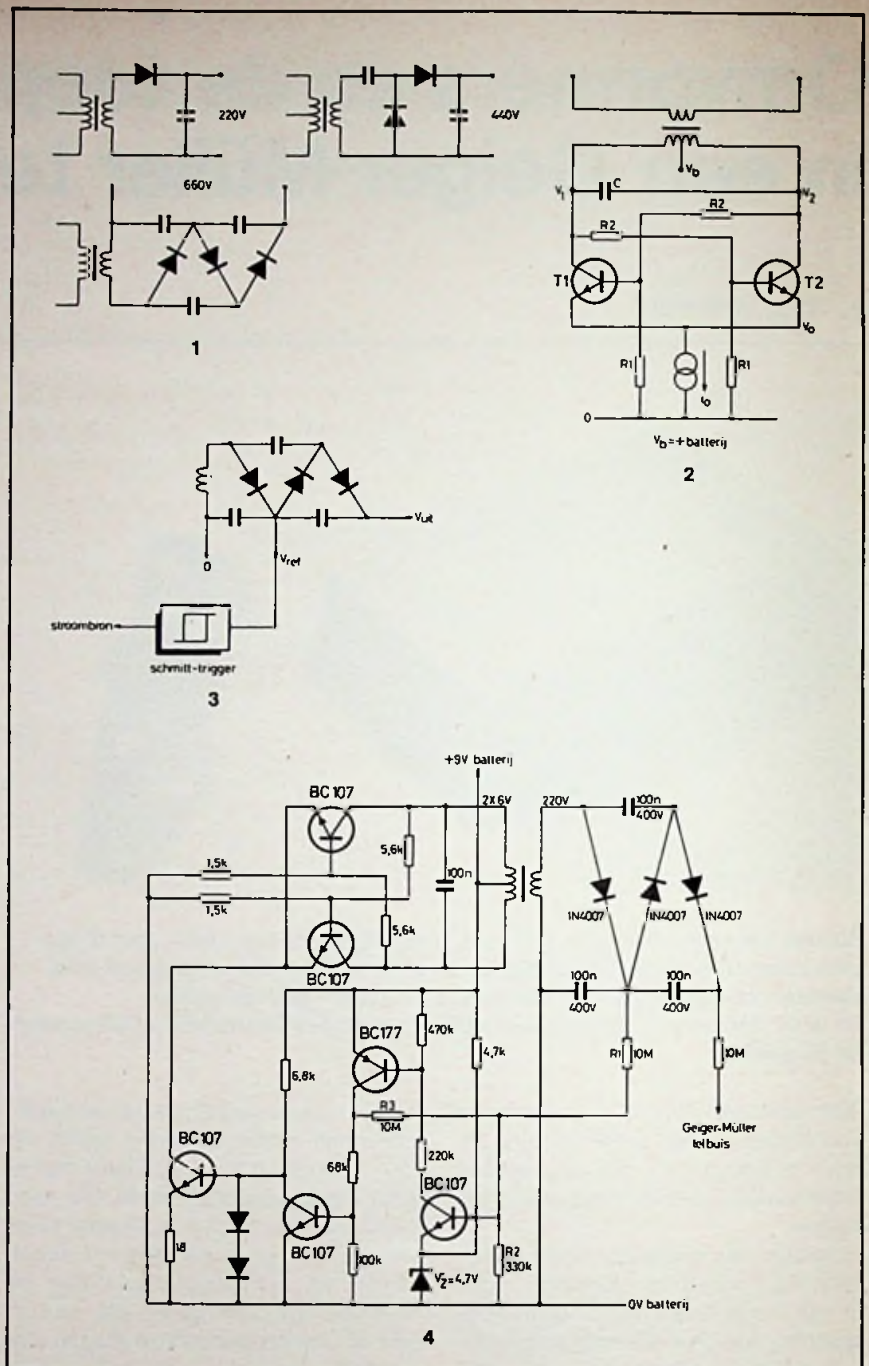 220V
440V
660V
1
Vb
V1
C
V2
R2
R2
T1
T2
Vo
R1
Io
R1
0
Vb=+batterij
2
Vuit
0
Vref
stroombron
schmitt-trigger
3
+9V batterij
BC107
2X6V
220V
100n
400V
5,6k
1,5k
100n
1,5k
5,6k
1N4007
1N4007
1N4007
BC107
100n
400V
100n
400V
BC177
470k
4,7k
6,8k
R1
10M
10M
R3
10M
Geiger-Müller
telbuis
BC107
68k
220k
BC107
BC107
18
100k
R2
330k
VZ=4,7V
0V batterij
4